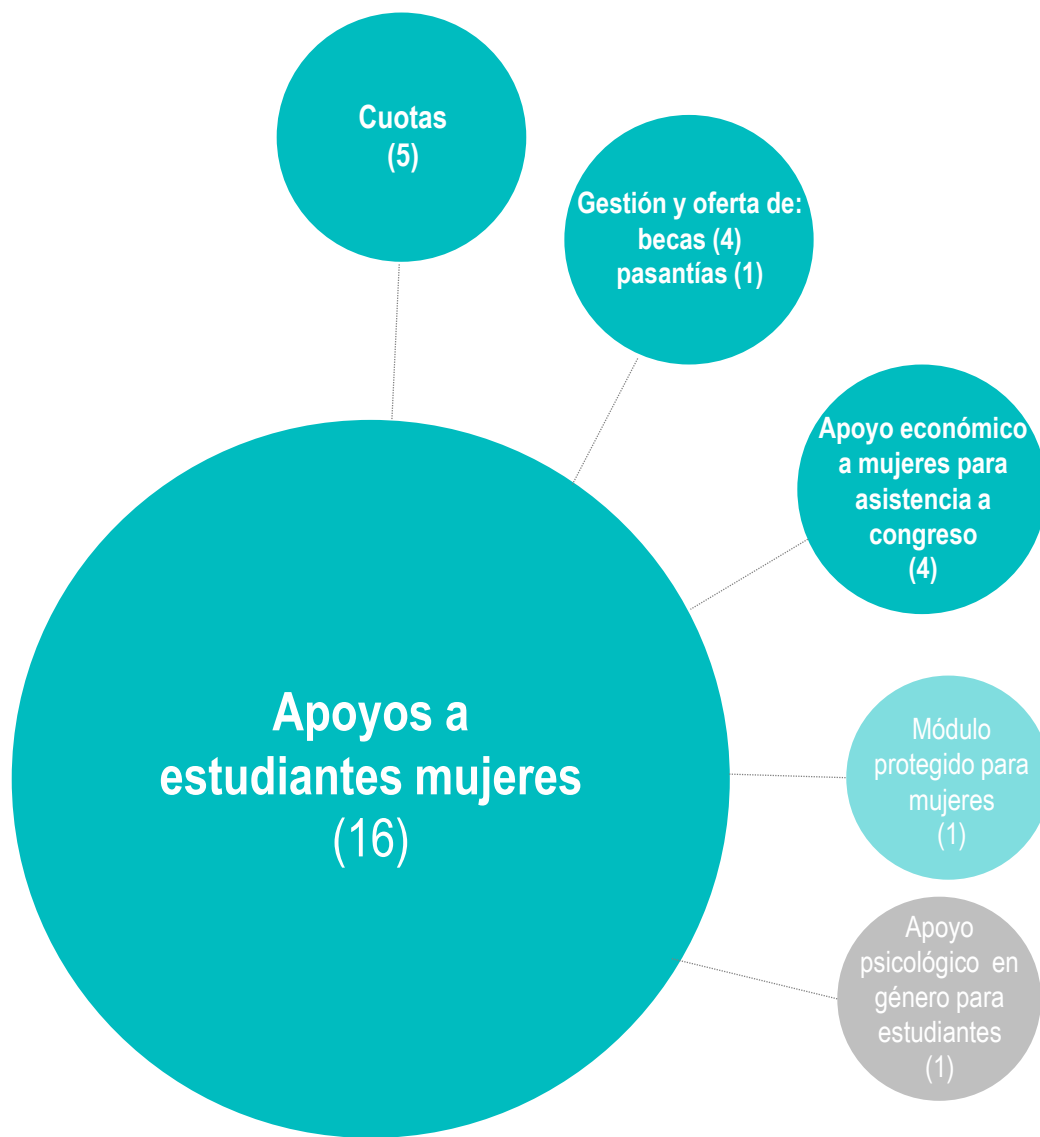 Cuotas
(5)
Gestión y oferta de:
becas (4)
pasantías (1)
Apoyo económico
a mujeres para
asistencia a
congreso
(4)
Apoyos a
estudiantes mujeres
(16)
Módulo
protegido para
mujeres
(1)
Apoyo
psicológico en
género para
estudiantes
(1)